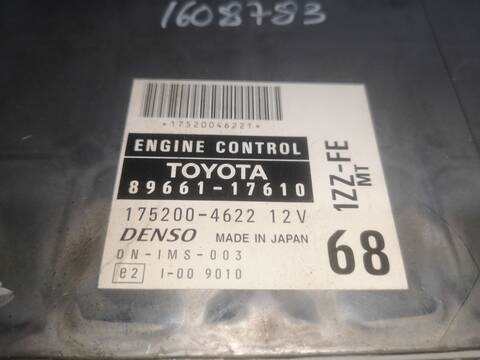 1608783
*17520046221*
ENGINE CONTROL
TOYOTA
89661-17610
175200-4622 12V
DENSO MADE IN JAPAN
DN-IMS-003
e2 I-00 9010
1ZZ-FE
MT
68